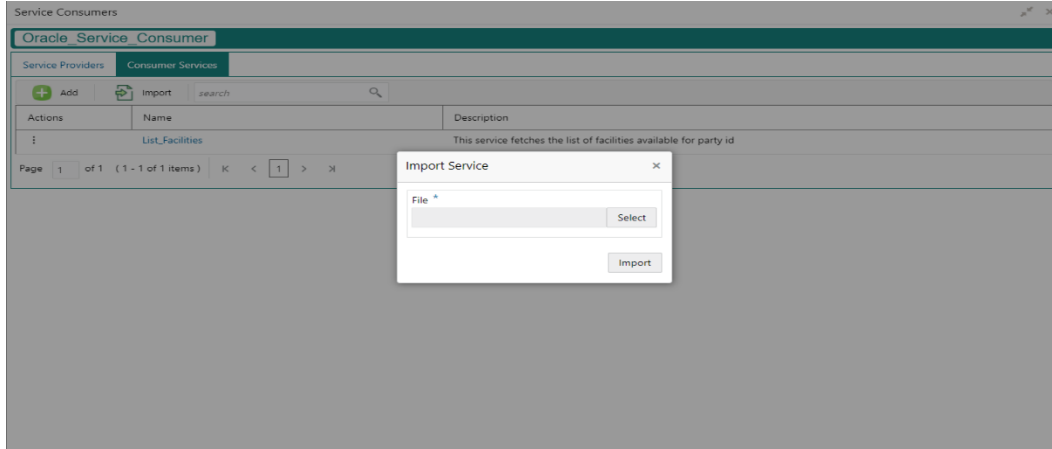 Service Consumers
Oracle_Service_Consumer
Service Providers Consumer Services
Add Import search
Actions Name Description
List_Facilities This service fetches the list of facilities available for party id
Page 1 of 1 (1 - 1 of 1 items) K < 1 > >|
Import Service ×
File *
Select
Import